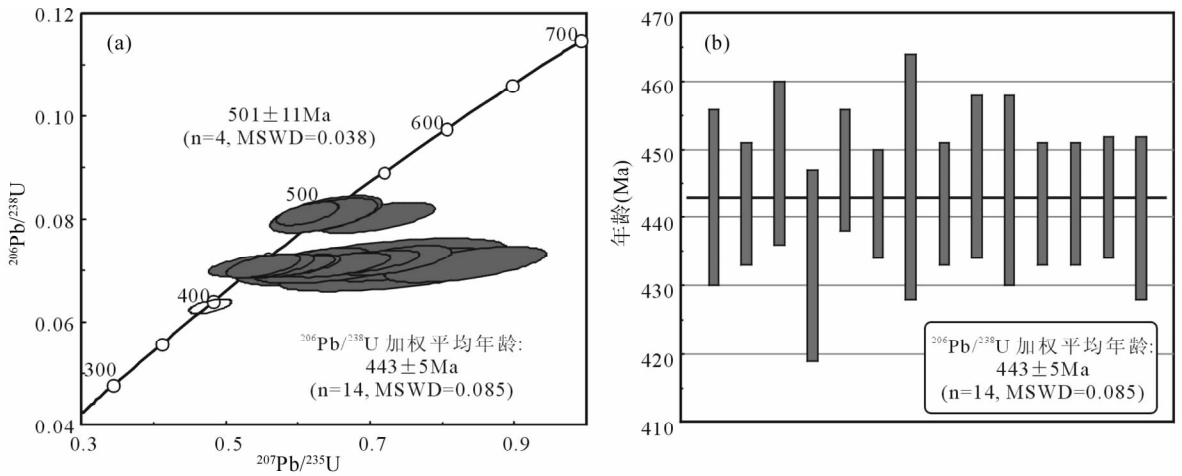 (a)
0.12
0.10
0.08
0.06
0.04
0.3
0.5
0.7
0.9
²⁰⁶Pb/²³⁸U
²⁰⁷Pb/²³⁵U
700
600
500
400
300
501±11Ma
(n=4, MSWD=0.038)
²⁰⁶Pb/²³⁸U 加权平均年龄:
443±5Ma
(n=14, MSWD=0.085)
(b)
470
460
450
440
430
420
410
年龄(Ma)
²⁰⁶Pb/²³⁸U 加权平均年龄:
443±5Ma
(n=14, MSWD=0.085)